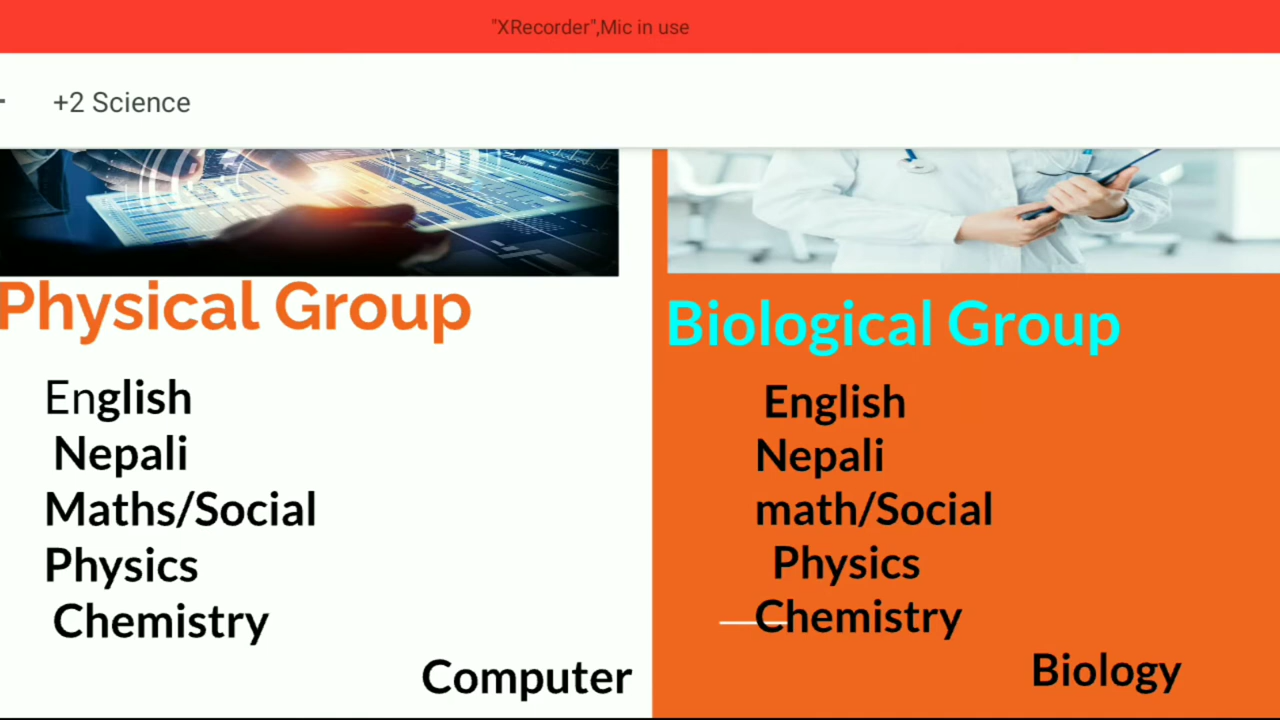 "XRecorder",Mic in use
+2 Science
Physical Group
English
Nepali
Maths/Social
Physics
Chemistry
Computer
Biological Group
English
Nepali
math/Social
Physics
Chemistry
Biology